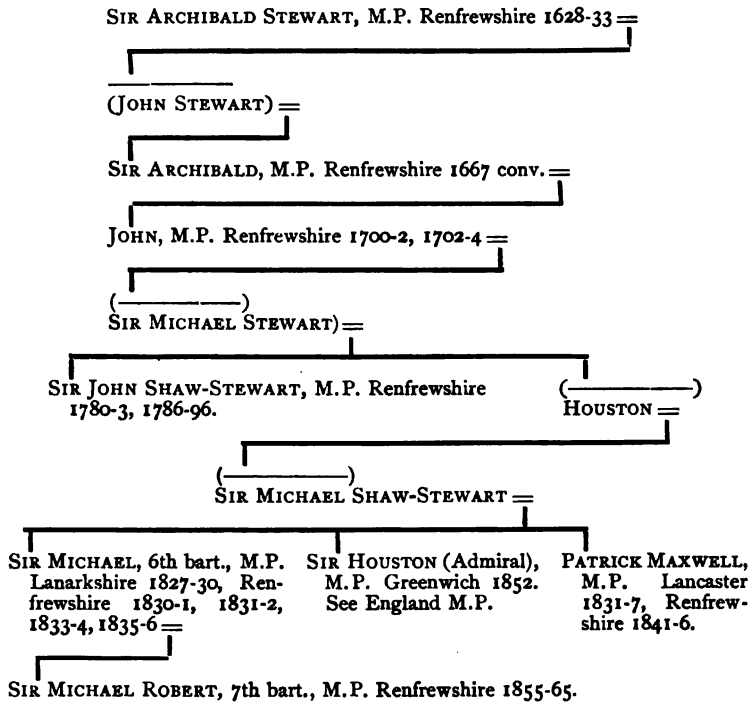 SIR ARCHIBALD STEWART, M.P. Renfrewshire 1628-33 =
(JOHN STEWART) =
SIR ARCHIBALD, M.P. Renfrewshire 1667 conv. =
JOHN, M.P. Renfrewshire 1700-2, 1702-4 =
(————)
SIR MICHAEL STEWART) =
SIR JOHN SHAW-STEWART, M.P. Renfrewshire
1780-3, 1786-96.
(————)
HOUSTON =
(————)
SIR MICHAEL SHAW-STEWART =
SIR MICHAEL, 6th bart., M.P.
Lanarkshire 1827-30, Ren-
frewshire 1830-1, 1831-2,
1833-4, 1835-6 =
SIR HOUSTON (Admiral),
M.P. Greenwich 1852.
See England M.P.
PATRICK MAXWELL,
M.P. Lancaster
1831-7, Renfrew-
shire 1841-6.
SIR MICHAEL ROBERT, 7th bart., M.P. Renfrewshire 1855-65.